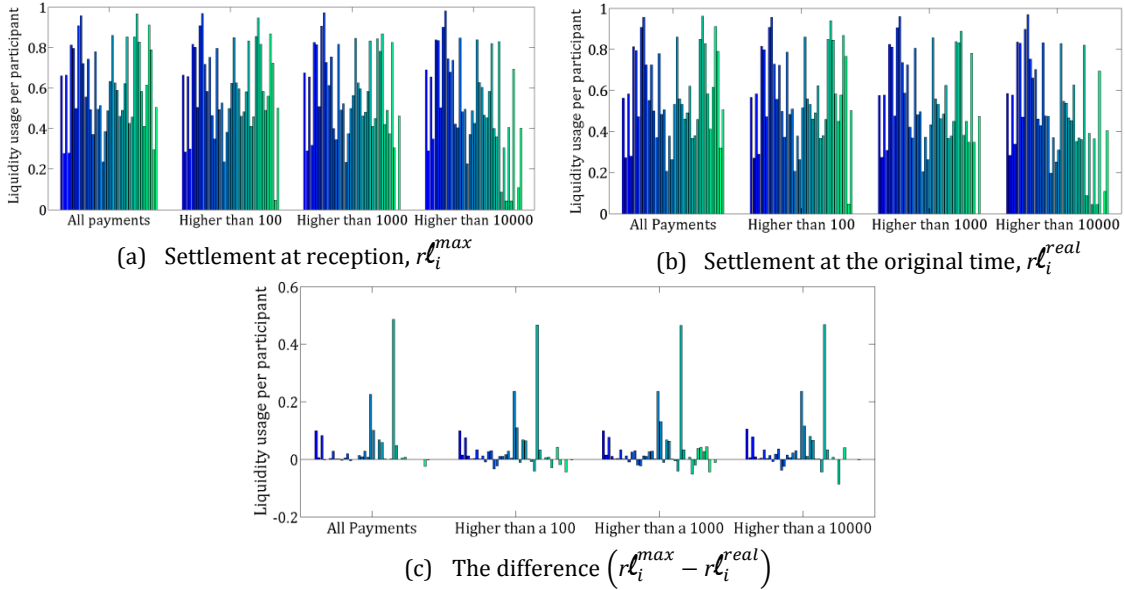 Liquidity usage per participant
1
0.8
0.6
0.4
0.2
0
All payments Higher than 100 Higher than 1000 Higher than 10000
(a) Settlement at reception, rℓ_i^max
Liquidity usage per participant
1
0.8
0.6
0.4
0.2
0
All Payments Higher than 100 Higher than 1000 Higher than 10000
(b) Settlement at the original time, rℓ_i^real
Liquidity usage per participant
0.6
0.4
0.2
0
-0.2
All Payments Higher than a 100 Higher than a 1000 Higher than a 10000
(c) The difference (rℓ_i^max − rℓ_i^real)